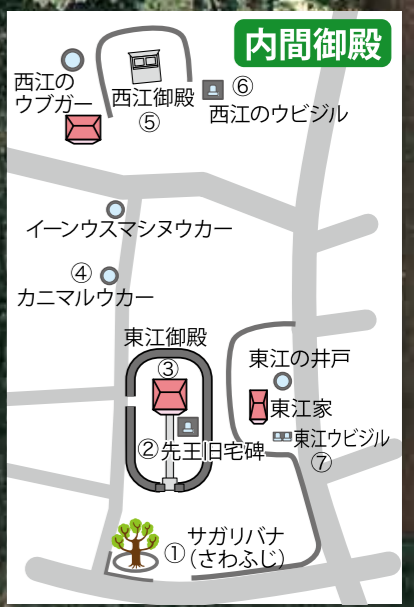 内間御殿
西江の
ウブガー
西江御殿
⑤
⑥
西江のウビジル
イーヌウスマシヌウカー
④
カニマルウカー
東江御殿
③
②先王旧宅碑
東江の井戸
東江家
東江ウビジル
⑦
①サガリバナ
(さわふじ)